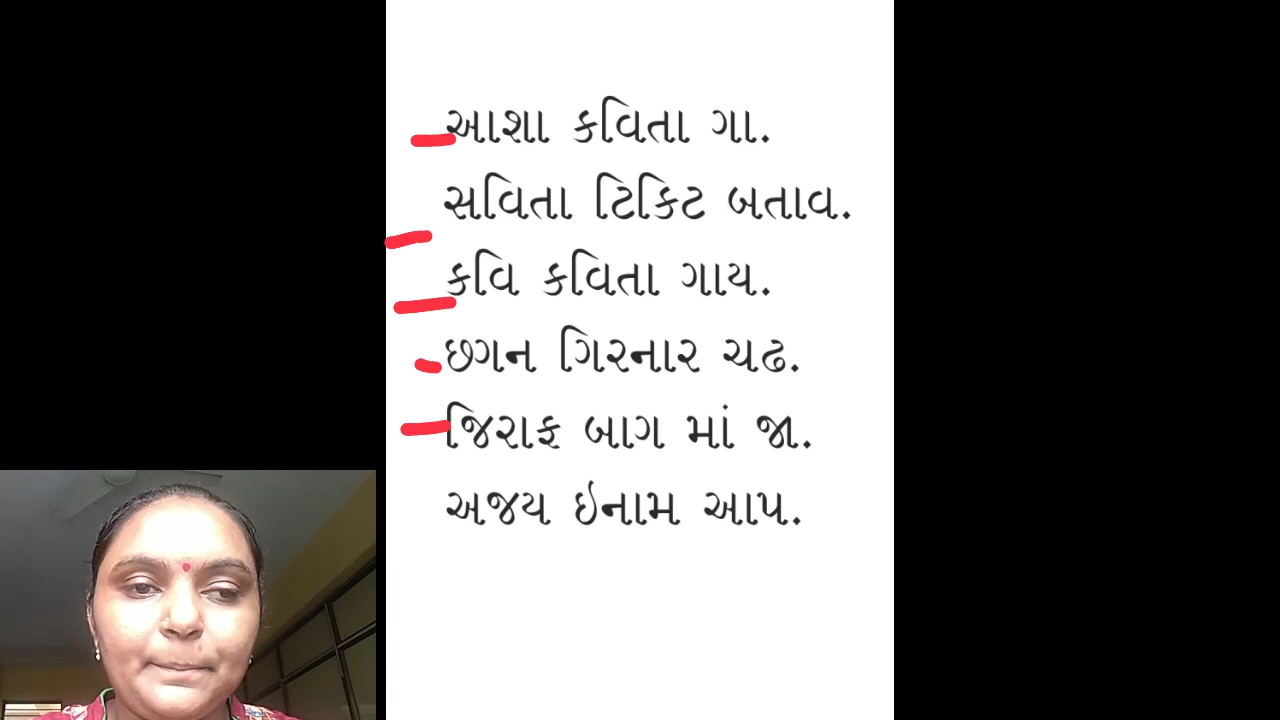 આશા કવિતા ગા.
સવિતા ટિકિટ બતાવ.
કવિ કવિતા ગાય.
છગન ગિરનાર ચઢ.
જિરાફ બાગ માં જા.
અજય ઇનામ આપ.